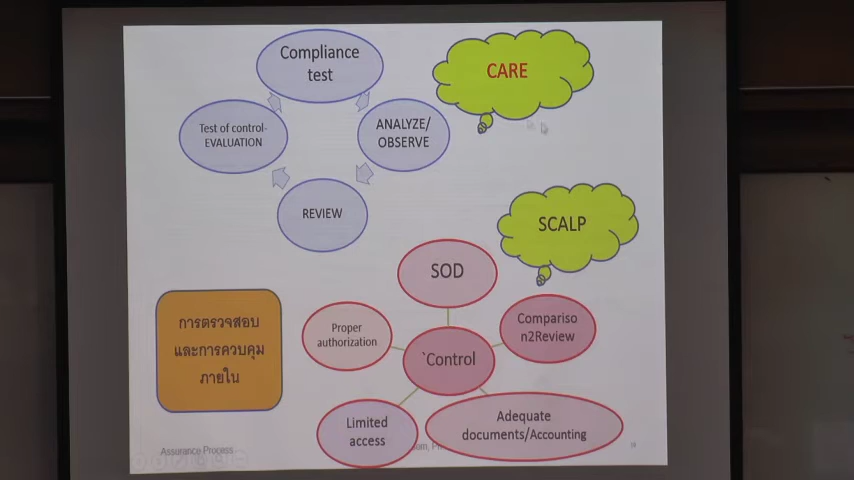 Compliance
test
CARE
Test of control-
EVALUATION
ANALYZE/
OBSERVE
REVIEW
SCALP
SOD
Proper
authorization
Compariso
n2Review
`Control
การตรวจสอบ
และการควบคุม
ภายใน
Limited
access
Adequate
documents/Accounting
Assurance Process